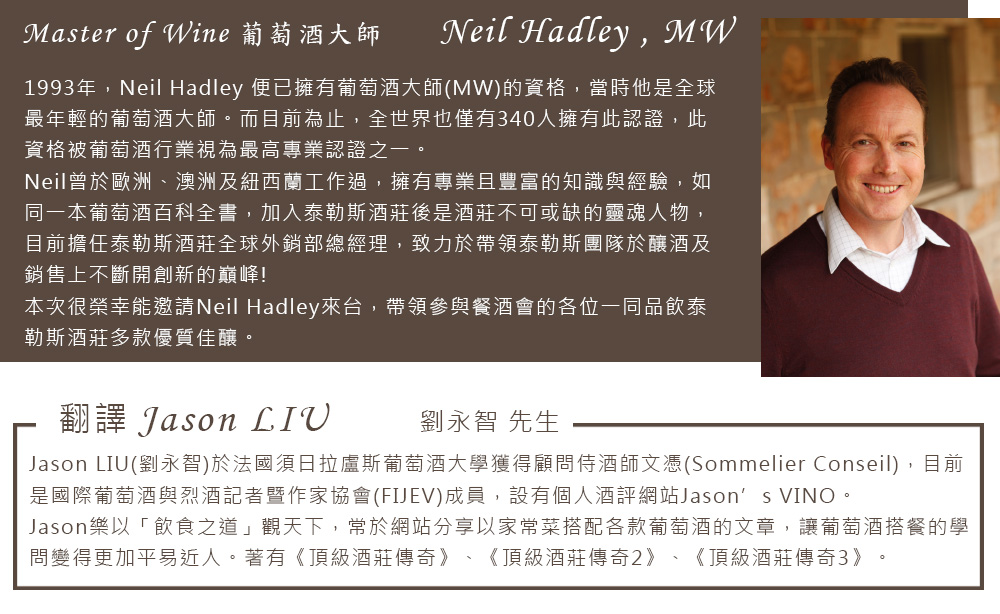 Master of Wine 葡萄酒大師 Neil Hadley , MW
1993年，Neil Hadley 便已擁有葡萄酒大師(MW)的資格，當時他是全球
最年輕的葡萄酒大師。而目前為止，全世界也僅有340人擁有此認證，此
資格被葡萄酒行業視為最高專業認證之一。
Neil曾於歐洲、澳洲及紐西蘭工作過，擁有專業且豐富的知識與經驗，如
同一本葡萄酒百科全書，加入泰勒斯酒莊後是酒莊不可或缺的靈魂人物，
目前擔任泰勒斯酒莊全球外銷部總經理，致力於帶領泰勒斯團隊於釀酒及
銷售上不斷開創新的巔峰!
本次很榮幸能邀請Neil Hadley來台，帶領參與餐酒會的各位一同品飲泰
勒斯酒莊多款優質佳釀。
翻譯 Jason LIU 劉永智 先生
Jason LIU(劉永智)於法國須日拉盧斯葡萄酒大學獲得顧問侍酒師文憑(Sommelier Conseil)，目前
是國際葡萄酒與烈酒記者暨作家協會(FIJEV)成員，設有個人酒評網站Jason’s VINO。
Jason樂以「飲食之道」觀天下，常於網站分享以家常菜搭配各款葡萄酒的文章，讓葡萄酒搭餐的學
問變得更加平易近人。著有《頂級酒莊傳奇》、《頂級酒莊傳奇2》、《頂級酒莊傳奇3》。